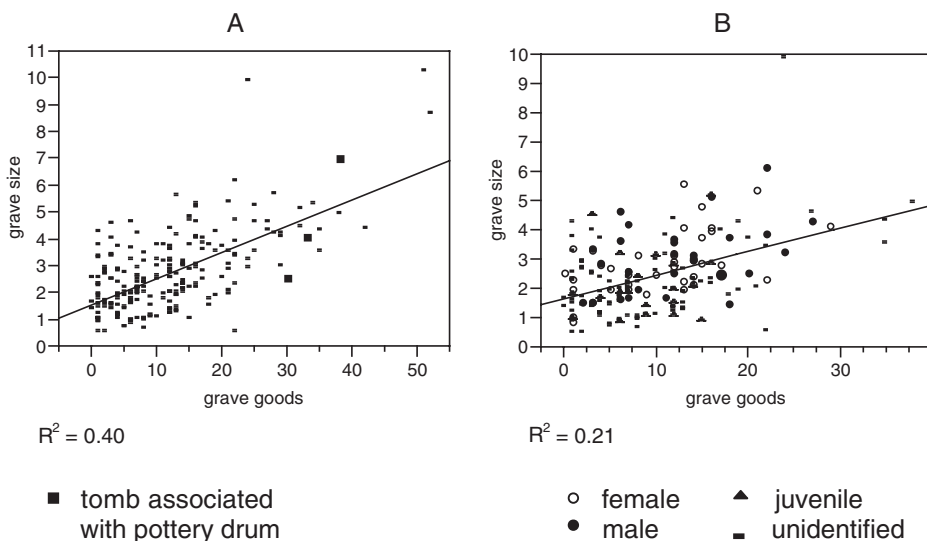 A
B
11
10
9
8
7
6
5
4
3
2
1
0
grave size
0 10 20 30 40 50
grave goods
10
9
8
7
6
5
4
3
2
1
0
grave size
0 10 20 30
grave goods
R² = 0.40
R² = 0.21
tomb associated
with pottery drum
female
male
juvenile
unidentified